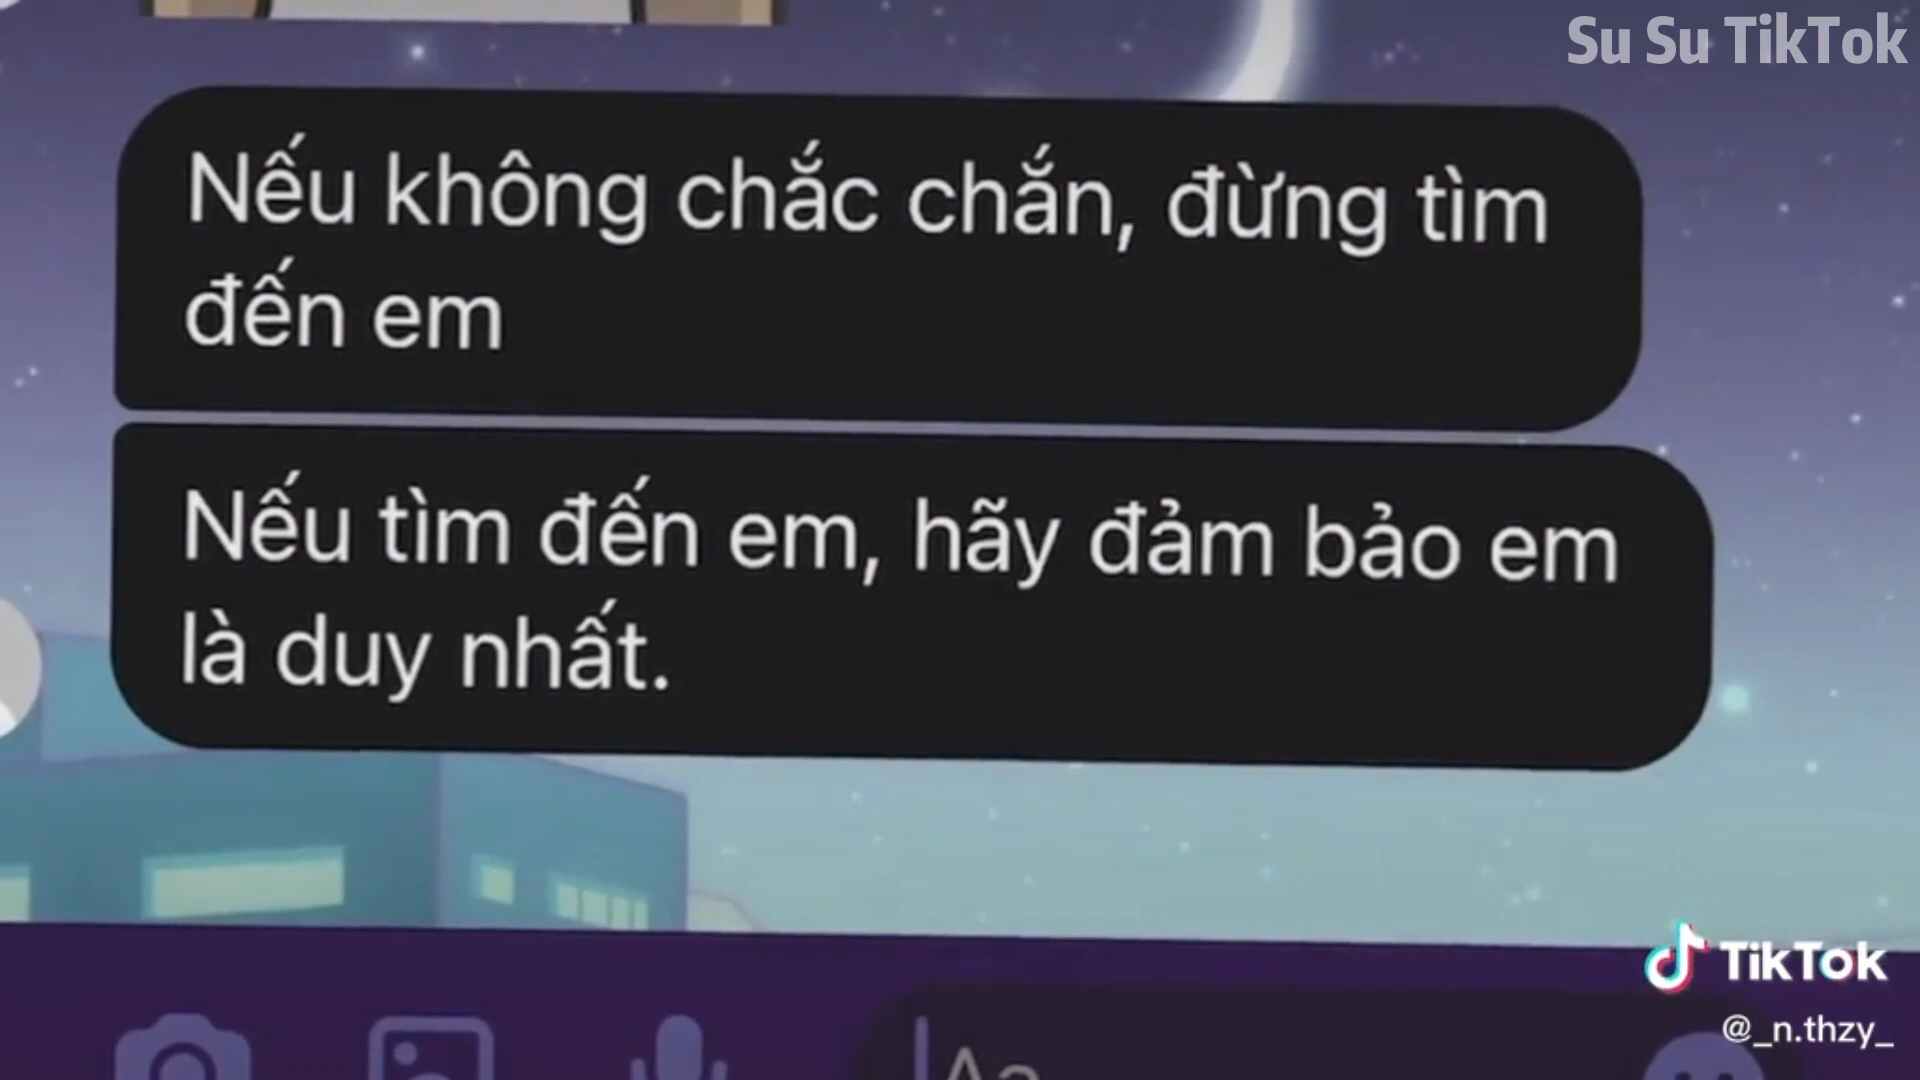 Su Su TikTok
Nếu không chắc chắn, đừng tìm
đến em
Nếu tìm đến em, hãy đảm bảo em
là duy nhất.
TikTok
@_n.thzy_
Aa